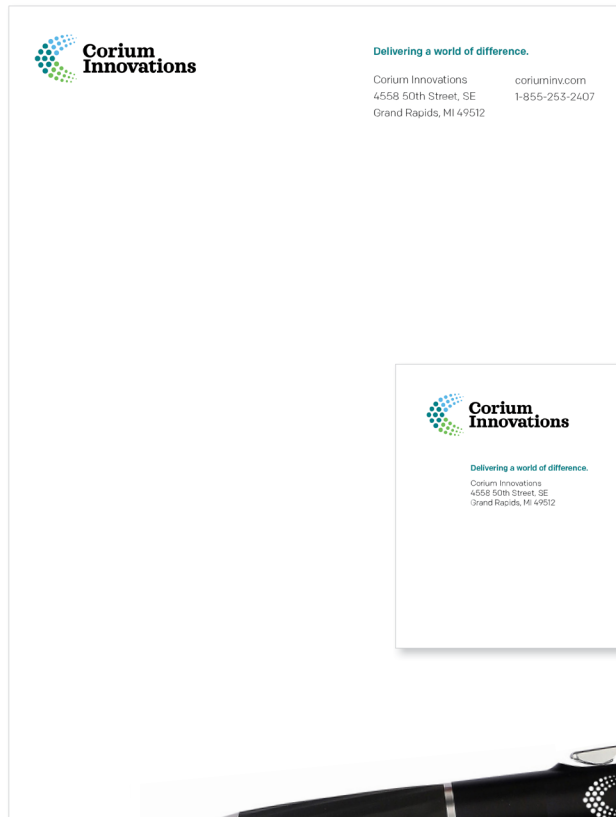 Corium
Innovations
Delivering a world of difference.
Corium Innovations
4558 50th Street, SE
Grand Rapids, MI 49512
coriuminv.com
1-855-253-2407
Corium
Innovations
Delivering a world of difference.
Corium Innovations
4558 50th Street, SE
Grand Rapids, MI 49512